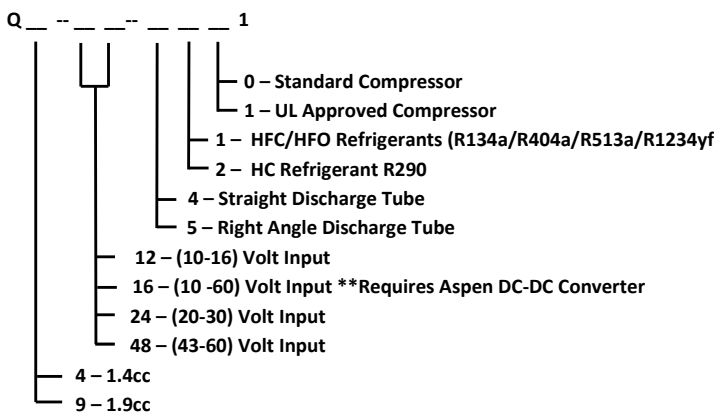 Q __ -- __ __-- __ __ __ 1
0 – Standard Compressor
1 – UL Approved Compressor
1 – HFC/HFO Refrigerants (R134a/R404a/R513a/R1234yf
2 – HC Refrigerant R290
4 – Straight Discharge Tube
5 – Right Angle Discharge Tube
12 – (10-16) Volt Input
16 – (10 -60) Volt Input **Requires Aspen DC-DC Converter
24 – (20-30) Volt Input
48 – (43-60) Volt Input
4 – 1.4cc
9 – 1.9cc